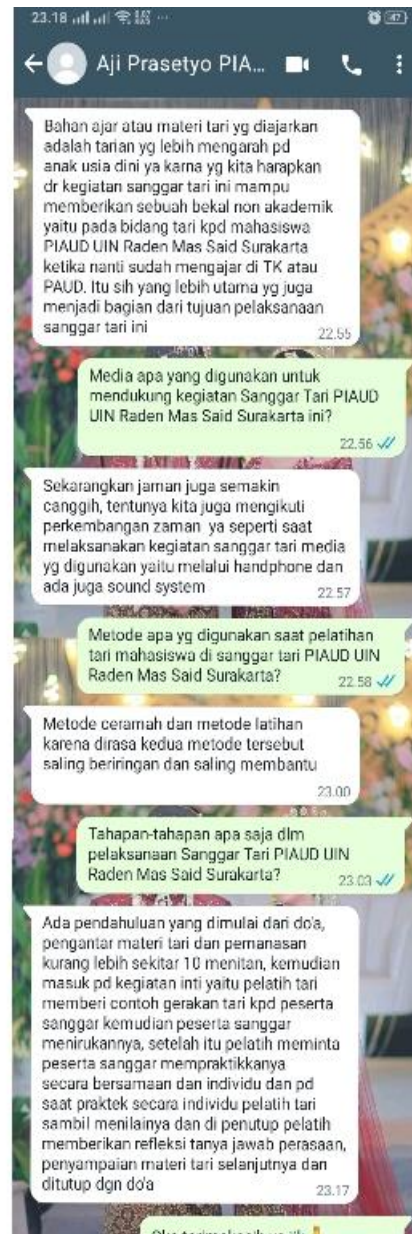 23.18
Aji Prasetyo PIA...
Bahan ajar atau materi tari yg diajarkan
adalah tarian yg lebih mengarah pd
anak usia dini ya karna yg kita harapkan
dr kegiatan sanggar tari ini mampu
memberikan sebuah bekal non akademik
yaitu pada bidang tari kpd mahasiswa
PIAUD UIN Raden Mas Said Surakarta
ketika nanti sudah mengajar di TK atau
PAUD. Itu sih yang lebih utama yg juga
menjadi bagian dari tujuan pelaksanaan
sanggar tari ini
22.55
Media apa yang digunakan untuk
mendukung kegiatan Sanggar Tari PIAUD
UIN Raden Mas Said Surakarta ini?
22.56
Sekarangkan jaman juga semakin
canggih, tentunya kita juga mengikuti
perkembangan zaman ya seperti saat
melaksanakan kegiatan sanggar tari media
yg digunakan yaitu melalui handphone dan
ada juga sound system
22.57
Metode apa yg digunakan saat pelatihan
tari mahasiswa di sanggar tari PIAUD UIN
Raden Mas Said Surakarta?
22.58
Metode ceramah dan metode latihan
karena dirasa kedua metode tersebut
saling beriringan dan saling membantu
23.00
Tahapan-tahapan apa saja dlm
pelaksanaan Sanggar Tari PIAUD UIN
Raden Mas Said Surakarta?
23.03
Ada pendahuluan yang dimulai dari do'a,
pengantar materi tari dan pemanasan
kurang lebih sekitar 10 menitan, kemudian
masuk pd kegiatan inti yaitu pelatih tari
memberi contoh gerakan tari kpd peserta
sanggar kemudian peserta sanggar
menirukannya, setelah itu pelatih meminta
peserta sanggar mempraktikkanya
secara bersamaan dan individu dan pd
saat praktek secara individu pelatih tari
sambil menilainya dan di penutup pelatih
memberikan refleksi tanya jawab perasaan,
penyampaian materi tari selanjutnya dan
ditutup dgn do'a
23.17